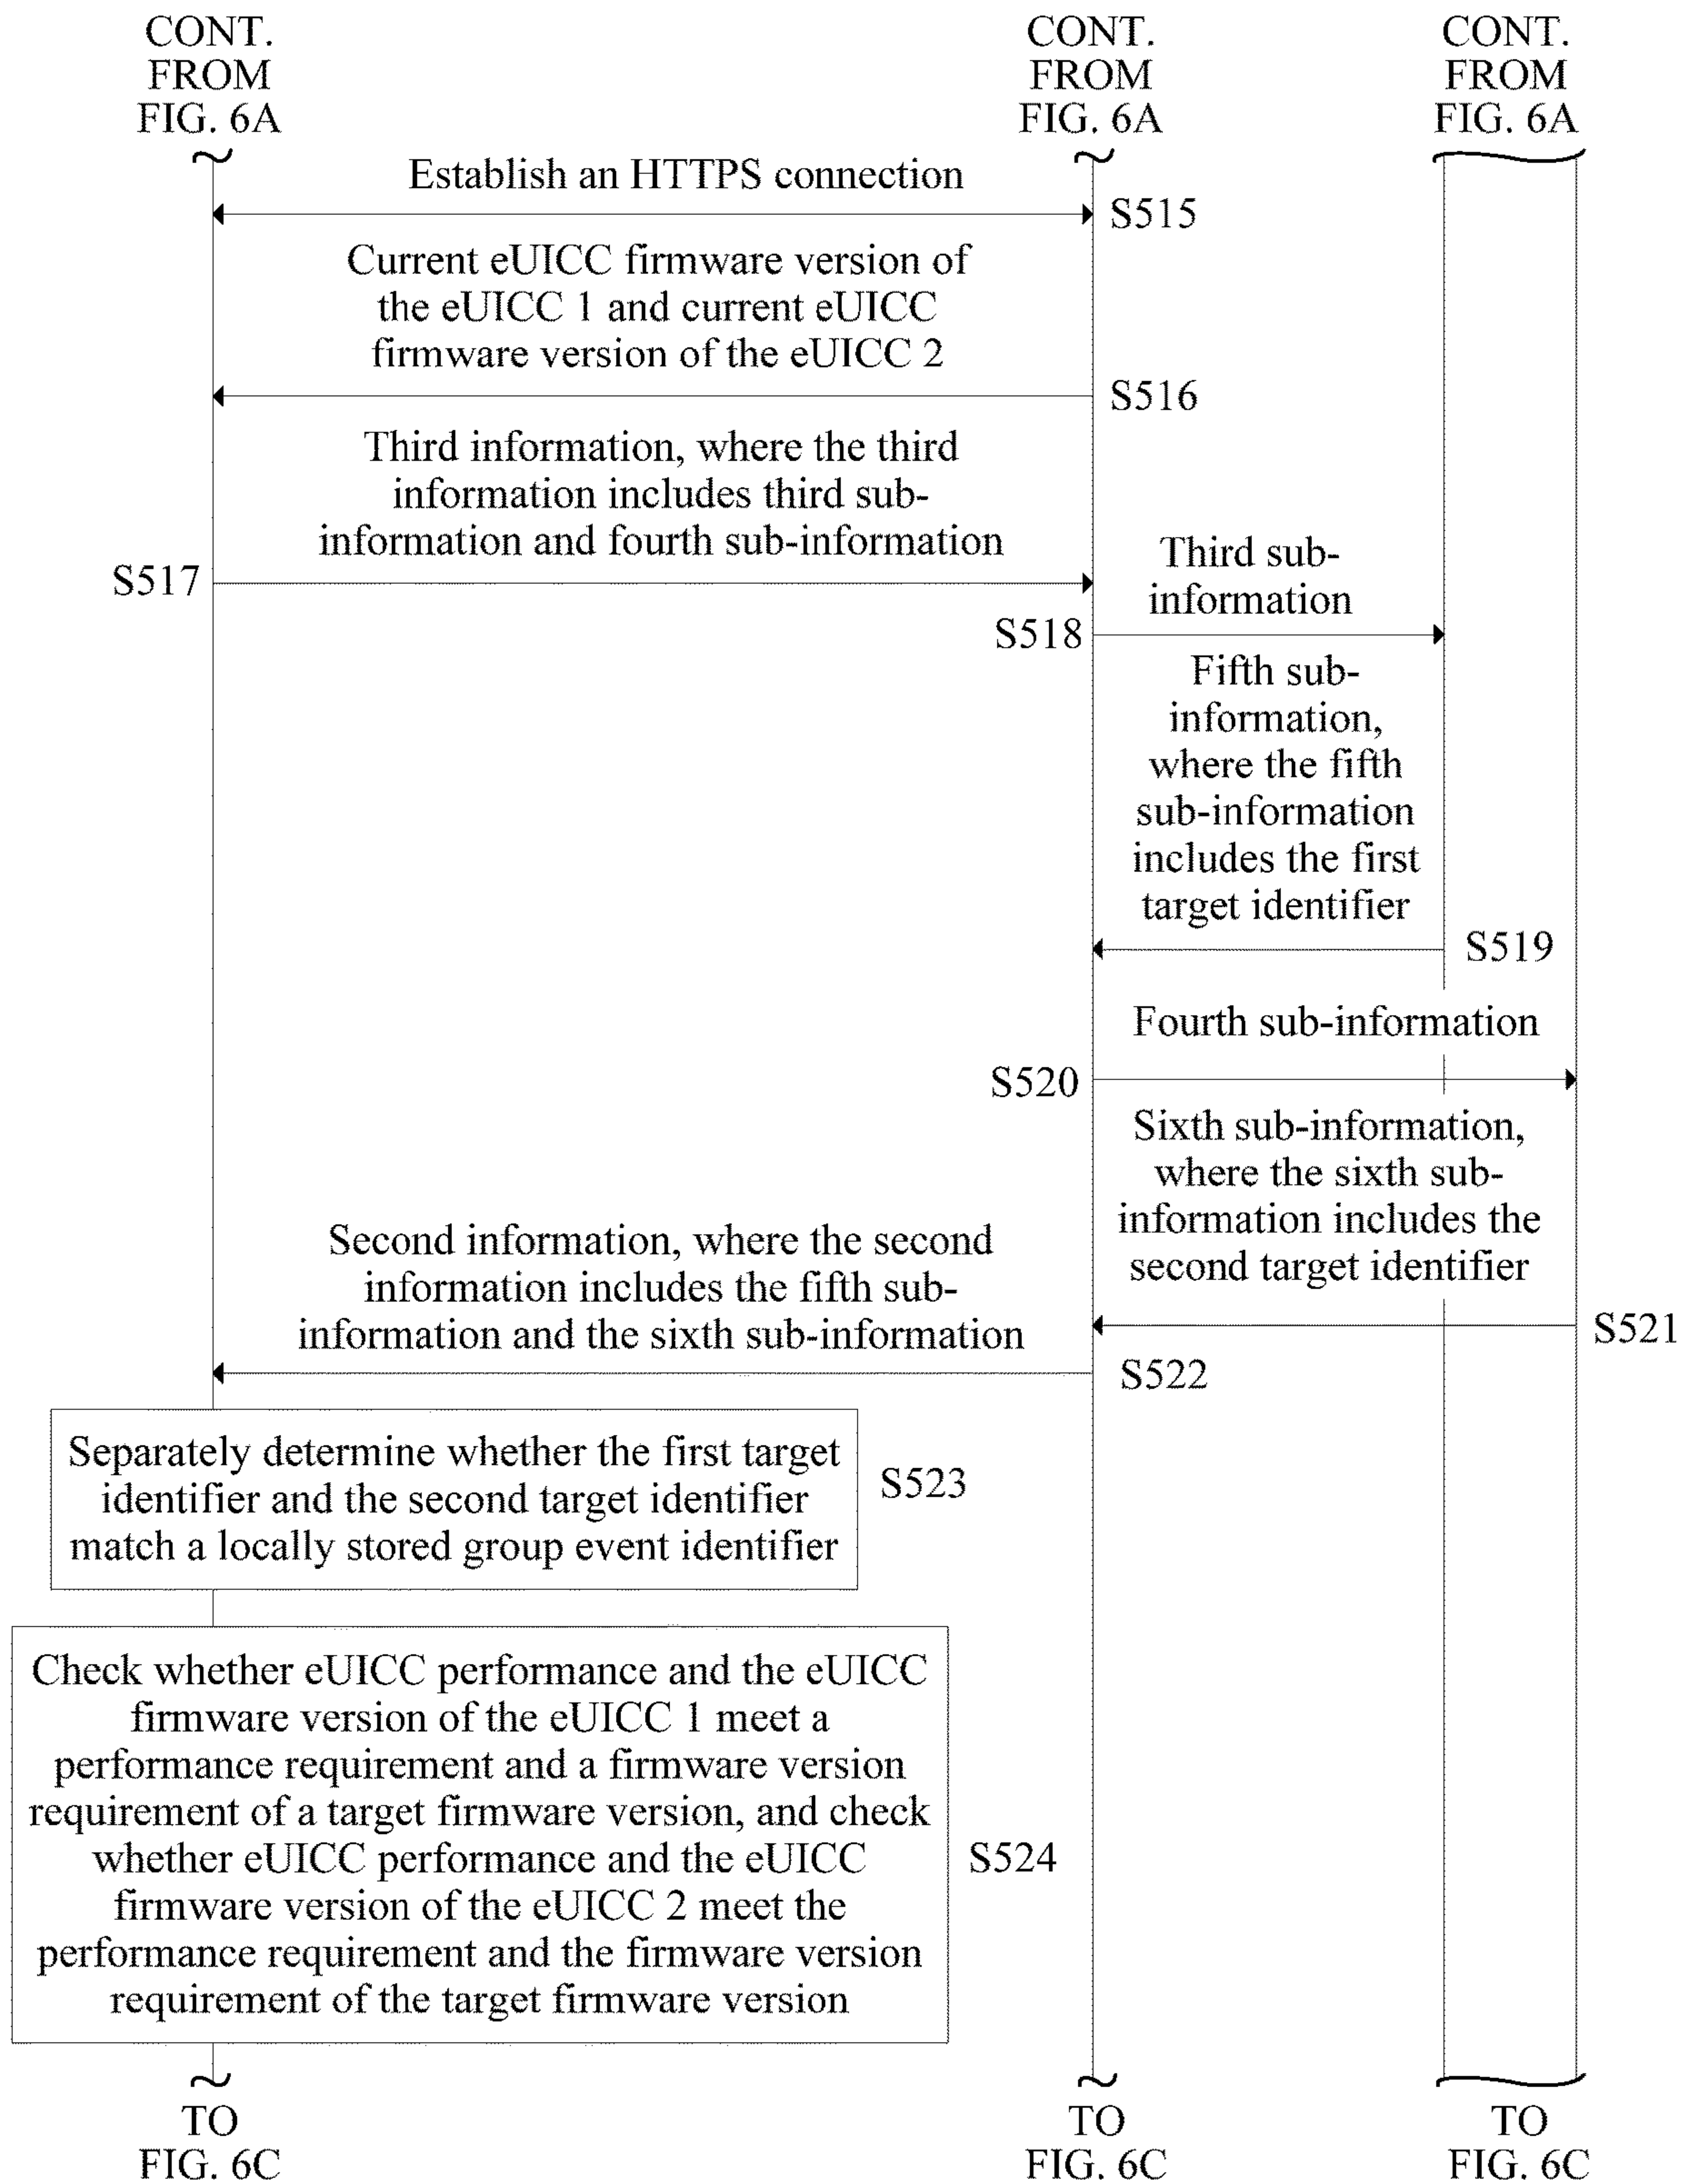 CONT.
FROM
FIG. 6A
CONT.
FROM
FIG. 6A
CONT.
FROM
FIG. 6A
Establish an HTTPS connection
S515
Current eUICC firmware version of
the eUICC 1 and current eUICC
firmware version of the eUICC 2
S516
Third information, where the third
information includes third sub-
information and fourth sub-information
S517
Third sub-
information
S518
Fifth sub-
information,
where the fifth
sub-information
includes the first
target identifier
S519
Fourth sub-information
S520
Sixth sub-information,
where the sixth sub-
information includes the
second target identifier
S521
Second information, where the second
information includes the fifth sub-
information and the sixth sub-information
S522
Separately determine whether the first target
identifier and the second target identifier
match a locally stored group event identifier
S523
Check whether eUICC performance and the eUICC
firmware version of the eUICC 1 meet a
performance requirement and a firmware version
requirement of a target firmware version, and check
whether eUICC performance and the eUICC
firmware version of the eUICC 2 meet the
performance requirement and the firmware version
requirement of the target firmware version
S524
TO
FIG. 6C
TO
FIG. 6C
TO
FIG. 6C